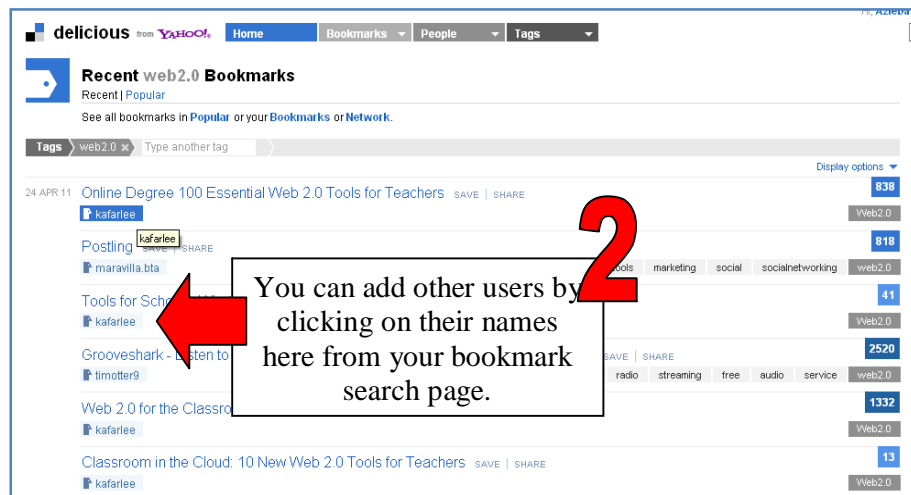 delicious from YAHOO!. Home Bookmarks People Tags
Recent web2.0 Bookmarks
Recent | Popular
See all bookmarks in Popular or your Bookmarks or Network.
Tags web2.0 Type another tag
Display options
24 APR 11 Online Degree 100 Essential Web 2.0 Tools for Teachers SAVE | SHARE 838
kafarlee Web2.0
kafarlee
Postling SAVE | SHARE 818
maravilla.bta tools marketing social socialnetworking web2.0
2
You can add other users by
clicking on their names
here from your bookmark
search page.
Tools for 41
kafarlee Web2.0
Grooveshark - Listen to SAVE | SHARE 2520
timotter9 radio streaming free audio service web2.0
Web 2.0 for the 1332
kafarlee Web2.0
Classroom in the Cloud: 10 New Web 2.0 Tools for Teachers SAVE | SHARE 13
kafarlee Web2.0